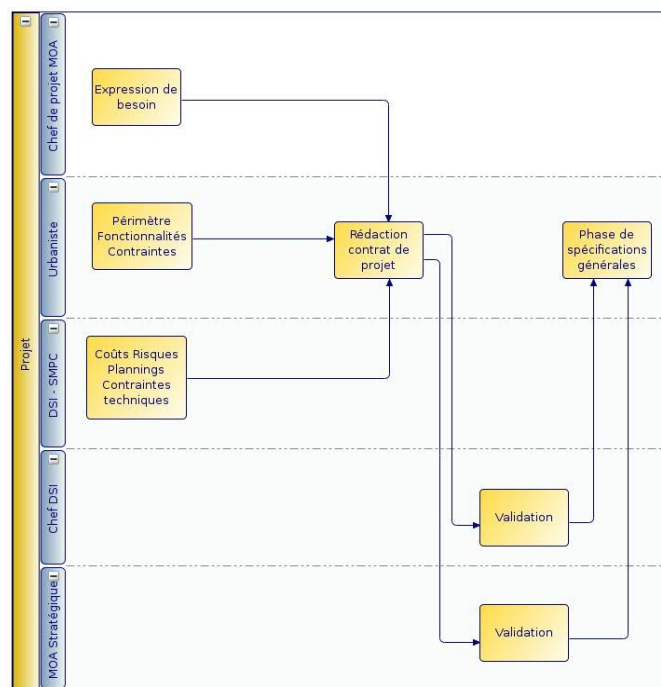 Projet
Chef de projet MOA
Expression de
besoin
Urbaniste
Périmètre
Fonctionnalités
Contraintes
Rédaction
contrat de
projet
Phase de
spécifications
générales
DSI - SMPC
Coûts Risques
Plannings
Contraintes
techniques
Chef DSI
Validation
MOA Stratégique
Validation